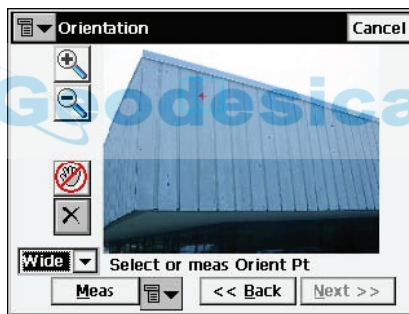 Orientation Cancel
Geodesica
Wide Select or meas Orient Pt
Meas << Back Next >>